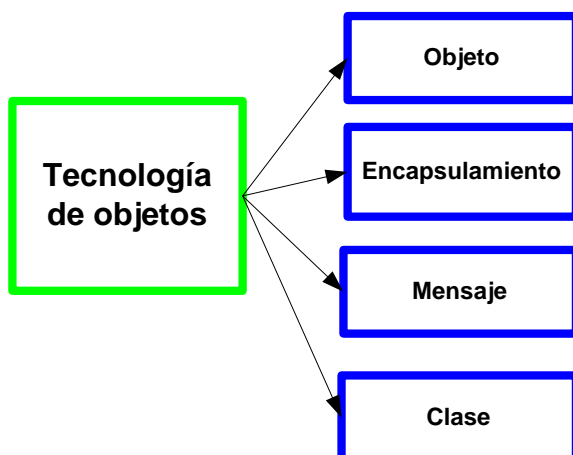 Tecnología
de objetos
Objeto
Encapsulamiento
Mensaje
Clase